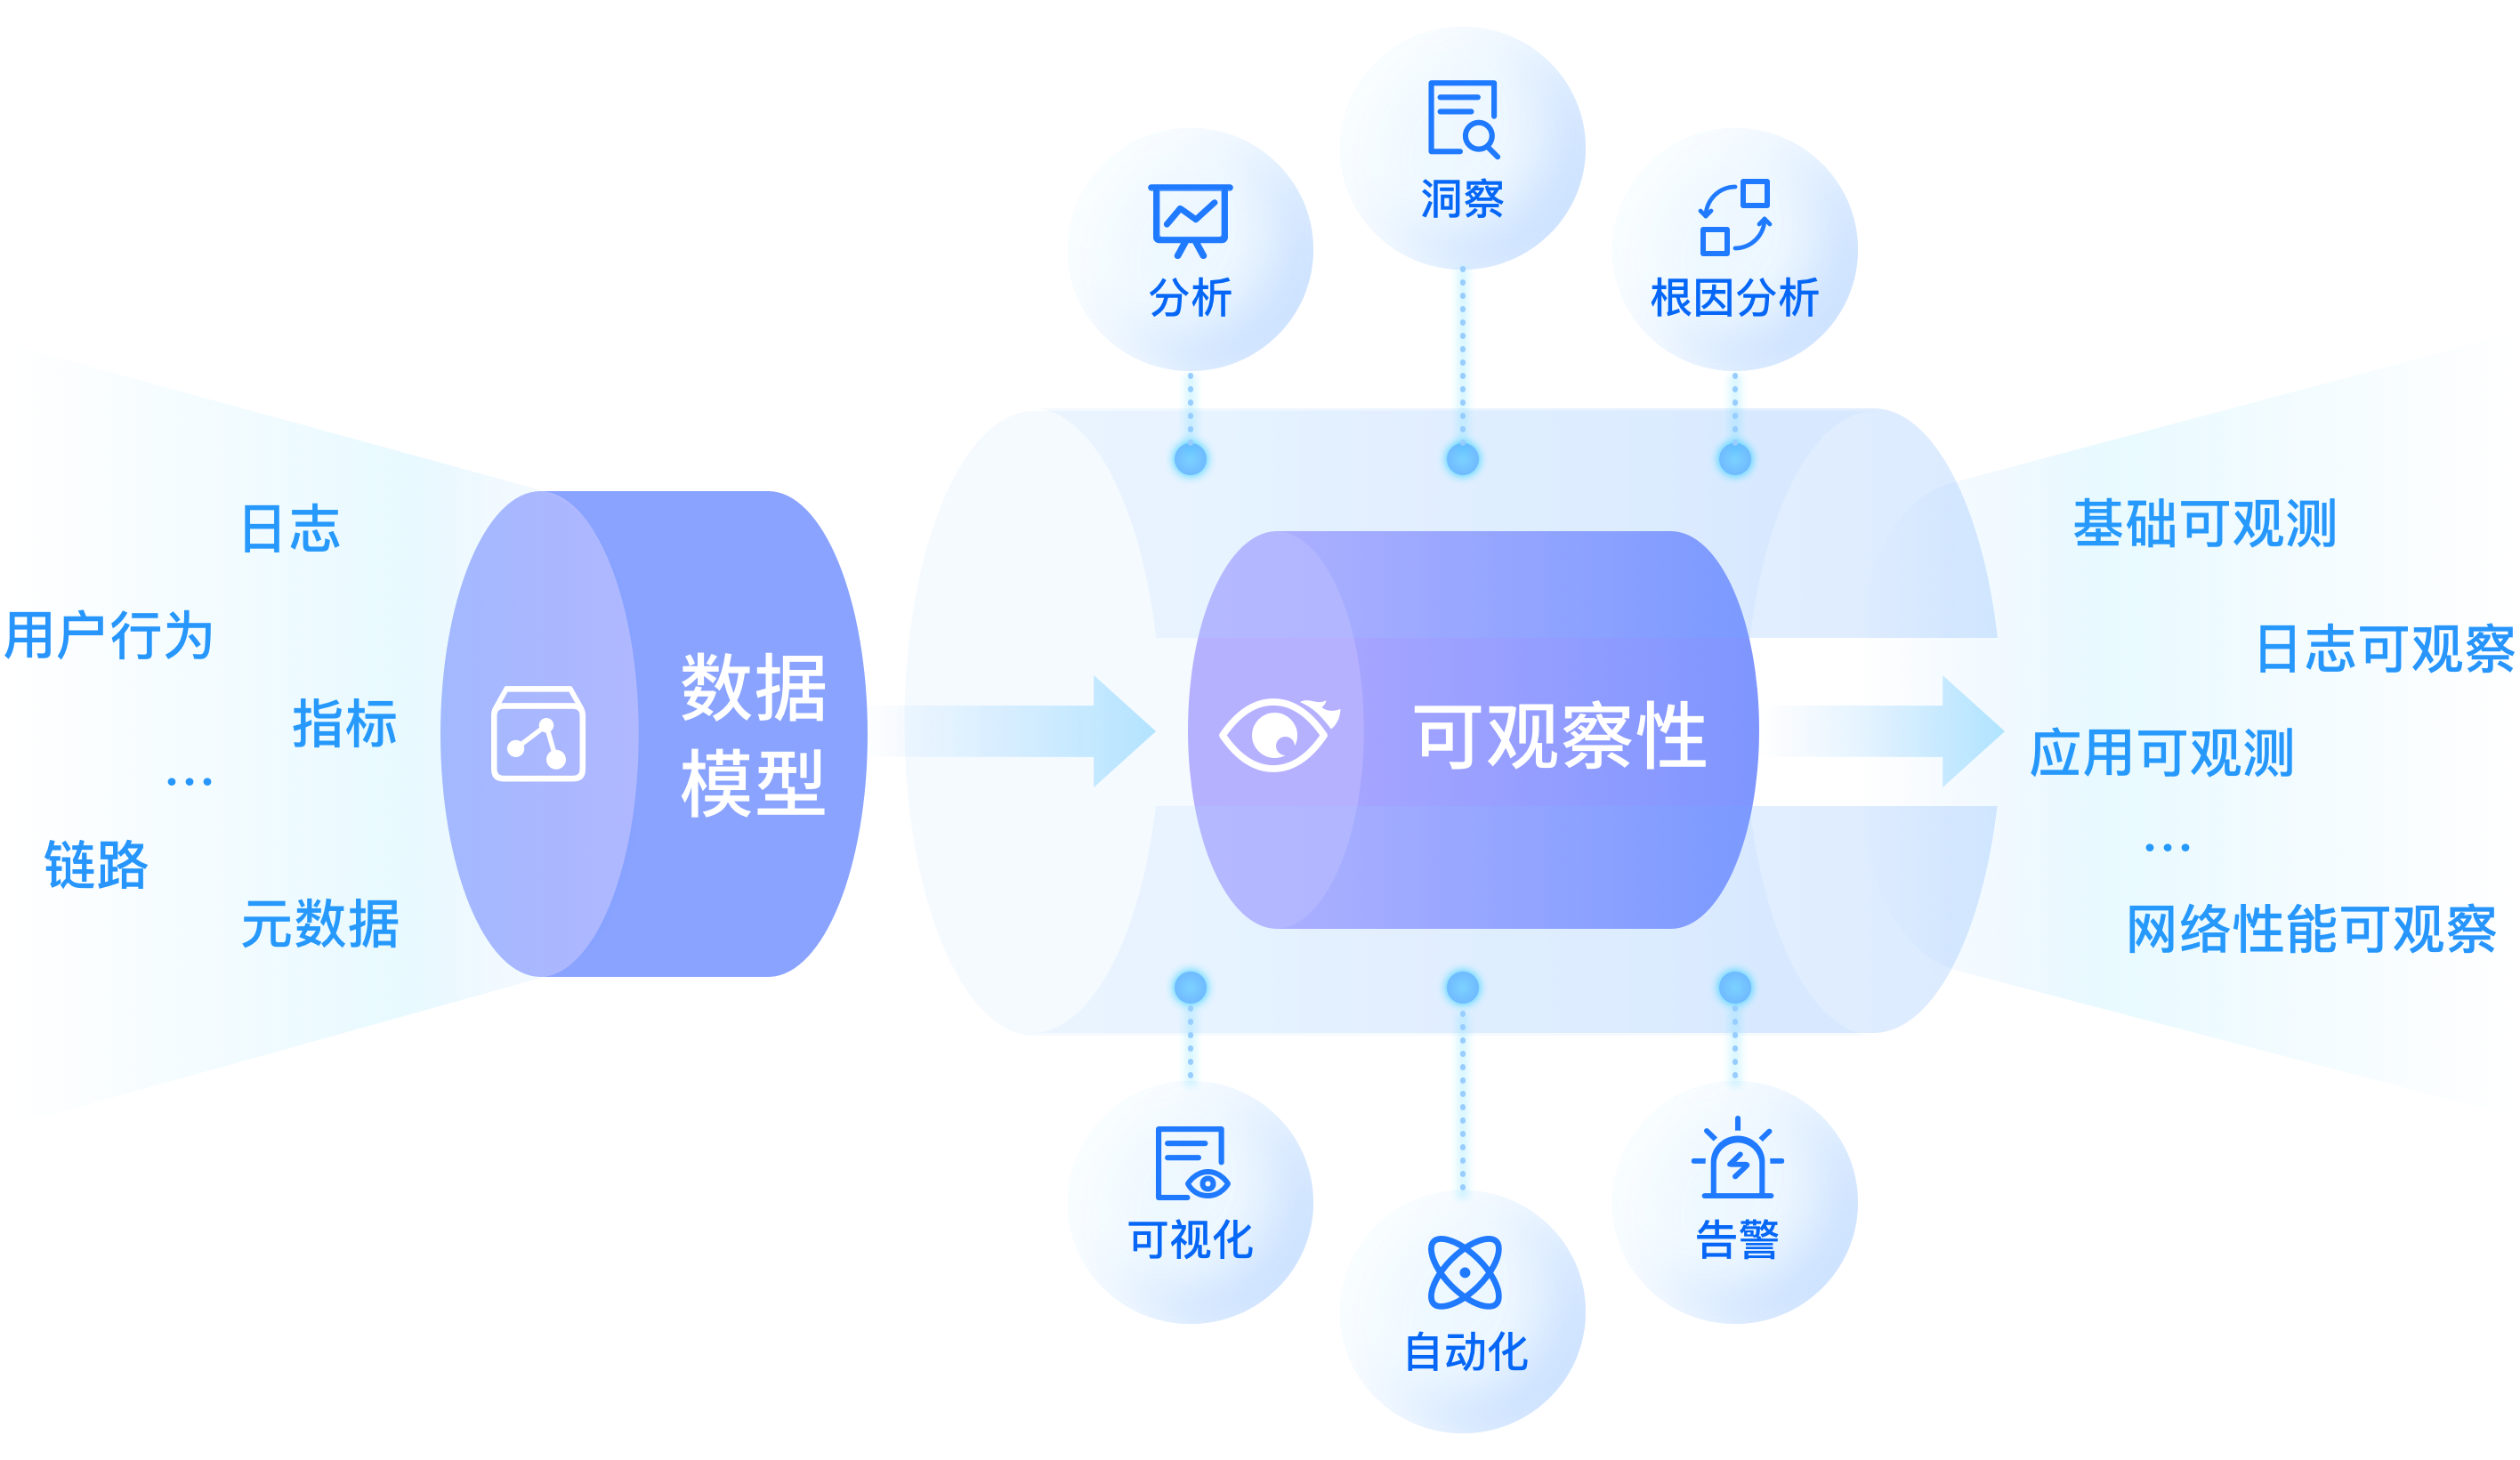 洞察
分析
根因分析
日志
用户行为
指标
...
链路
元数据
数据
模型
可观察性
基础可观测
日志可观察
应用可观测
...
网络性能可观察
可视化
告警
自动化